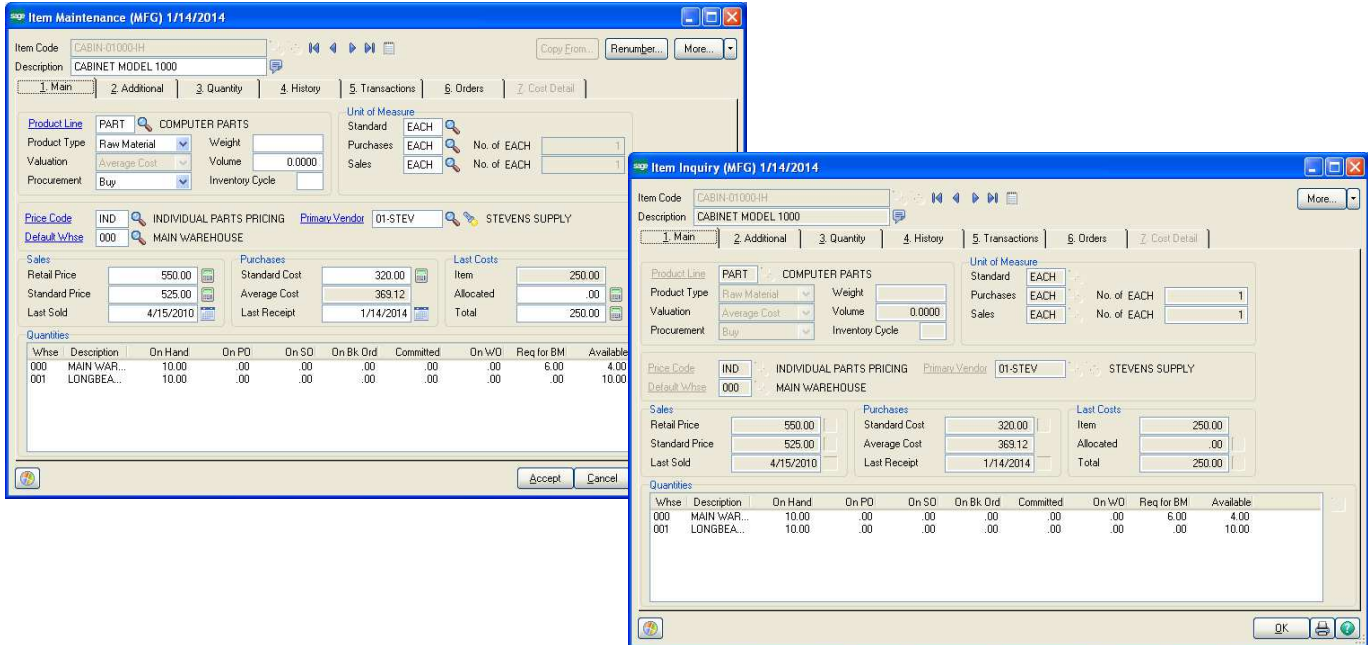 sage Item Maintenance (MFG) 1/14/2014
Item Code CABIN-01000-IH Copy From... Renumber... More...
Description CABINET MODEL 1000
1. Main 2. Additional 3. Quantity 4. History 5. Transactions 6. Orders 7. Cost Detail
Unit of Measure
Product Line PART COMPUTER PARTS Standard EACH
Product Type Raw Material Weight Purchases EACH No. of EACH 1
Valuation Average Cost Volume 0.0000 Sales EACH No. of EACH 1
Procurement Buy Inventory Cycle
Price Code IND INDIVIDUAL PARTS PRICING Primary Vendor 01-STEV STEVENS SUPPLY
Default Whse 000 MAIN WAREHOUSE
Sales Purchases Last Costs
Retail Price 550.00 Standard Cost 320.00 Item 250.00
Standard Price 525.00 Average Cost 369.12 Allocated .00
Last Sold 4/15/2010 Last Receipt 1/14/2014 Total 250.00
Quantities
Whse Description On Hand On PO On SO On Bk Ord Committed On WO Req for BM Available
000 MAIN WAR... 10.00 .00 .00 .00 .00 .00 6.00 4.00
001 LONGBEA... 10.00 .00 .00 .00 .00 .00 .00 10.00
Accept Cancel
sage Item Inquiry (MFG) 1/14/2014
Item Code CABIN-01000-IH More...
Description CABINET MODEL 1000
1. Main 2. Additional 3. Quantity 4. History 5. Transactions 6. Orders 7. Cost Detail
Unit of Measure
Product Line PART COMPUTER PARTS Standard EACH
Product Type Raw Material Weight Purchases EACH No. of EACH 1
Valuation Average Cost Volume 0.0000 Sales EACH No. of EACH 1
Procurement Buy Inventory Cycle
Price Code IND INDIVIDUAL PARTS PRICING Primary Vendor 01-STEV STEVENS SUPPLY
Default Whse 000 MAIN WAREHOUSE
Sales Purchases Last Costs
Retail Price 550.00 Standard Cost 320.00 Item 250.00
Standard Price 525.00 Average Cost 369.12 Allocated .00
Last Sold 4/15/2010 Last Receipt 1/14/2014 Total 250.00
Quantities
Whse Description On Hand On PO On SO On Bk Ord Committed On WO Req for BM Available
000 MAIN WAR... 10.00 .00 .00 .00 .00 .00 6.00 4.00
001 LONGBEA... 10.00 .00 .00 .00 .00 .00 .00 10.00
OK